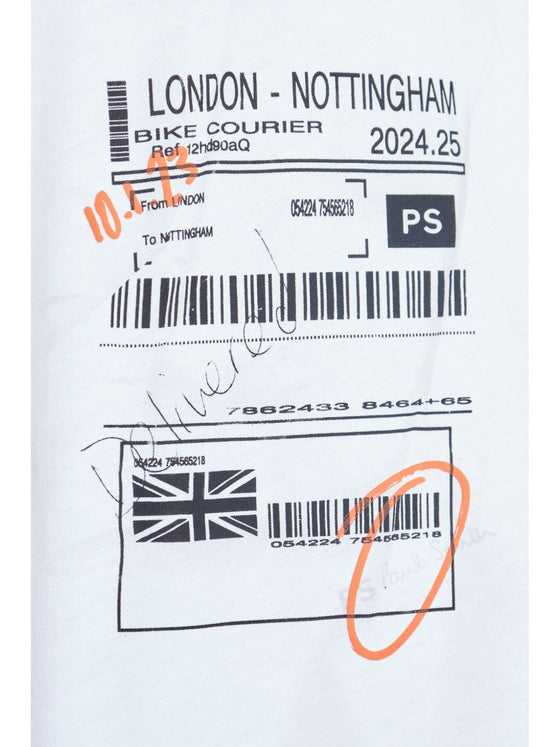 LONDON - NOTTINGHAM
BIKE COURIER
Ref 12hd90aQ
2024.25
10.1.23
From LONDON
054224 754565218
To NOTTINGHAM
PS
Delivered
7862433 8464+65
054224 754565218
054224 754565218
PS Paul Smith